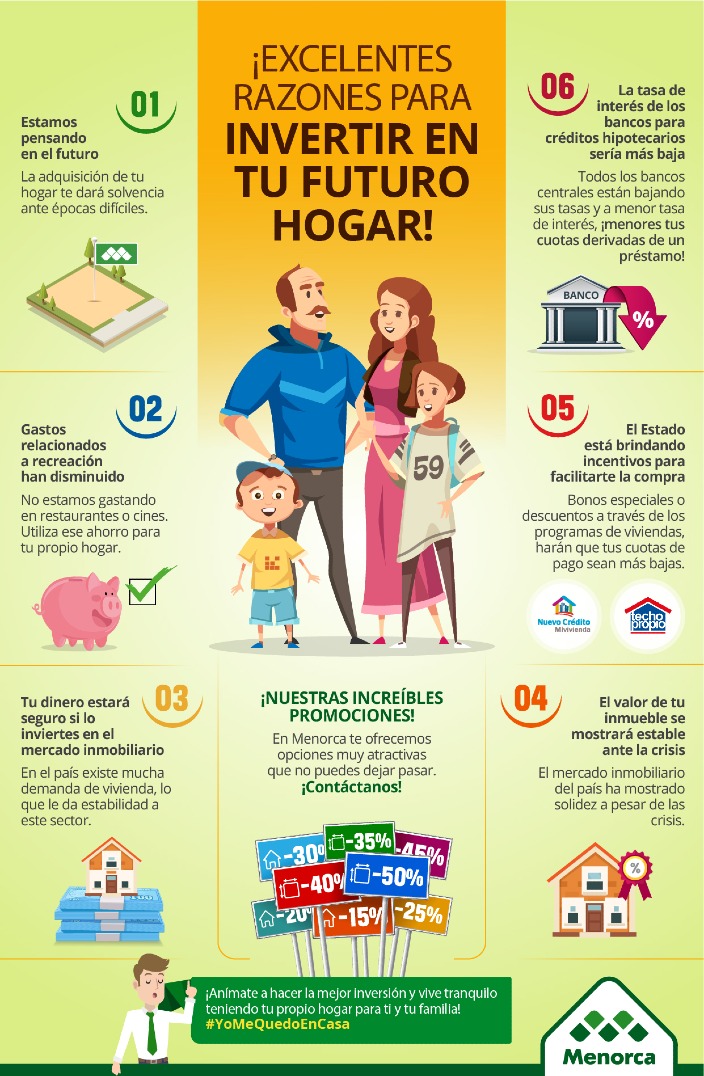 ¡EXCELENTES
RAZONES PARA
INVERTIR EN
TU FUTURO
HOGAR!
01
Estamos
pensando
en el futuro
La adquisición de tu
hogar te dará solvencia
ante épocas difíciles.
02
Gastos
relacionados
a recreación
han disminuido
No estamos gastando
en restaurantes o cines.
Utiliza ese ahorro para
tu propio hogar.
03
Tu dinero estará
seguro si lo
inviertes en el
mercado inmobiliario
En el país existe mucha
demanda de vivienda, lo
que le da estabilidad a
este sector.
04
El valor de tu
inmueble se
mostrará estable
ante la crisis
El mercado inmobiliario
del país ha mostrado
solidez a pesar de las
crisis.
%
05
El Estado
está brindando
incentivos para
facilitarte la compra
Bonos especiales o
descuentos a través de los
programas de viviendas,
harán que tus cuotas de
pago sean más bajas.
Nuevo Crédito
Mivivienda
techo
propio
06
La tasa de
interés de los
bancos para
créditos hipotecarios
sería más baja
Todos los bancos
centrales están bajando
sus tasas y a menor tasa
de interés, ¡menores tus
cuotas derivadas de un
préstamo!
BANCO
%
59
¡NUESTRAS INCREÍBLES
PROMOCIONES!
En Menorca te ofrecemos
opciones muy atractivas
que no puedes dejar pasar.
¡Contáctanos!
-30%
-35%
-45%
-40%
-50%
-20%
-15%
-25%
¡Anímate a hacer la mejor inversión y vive tranquilo
teniendo tu propio hogar para ti y tu familia!
#YoMeQuedoEnCasa
Menorca